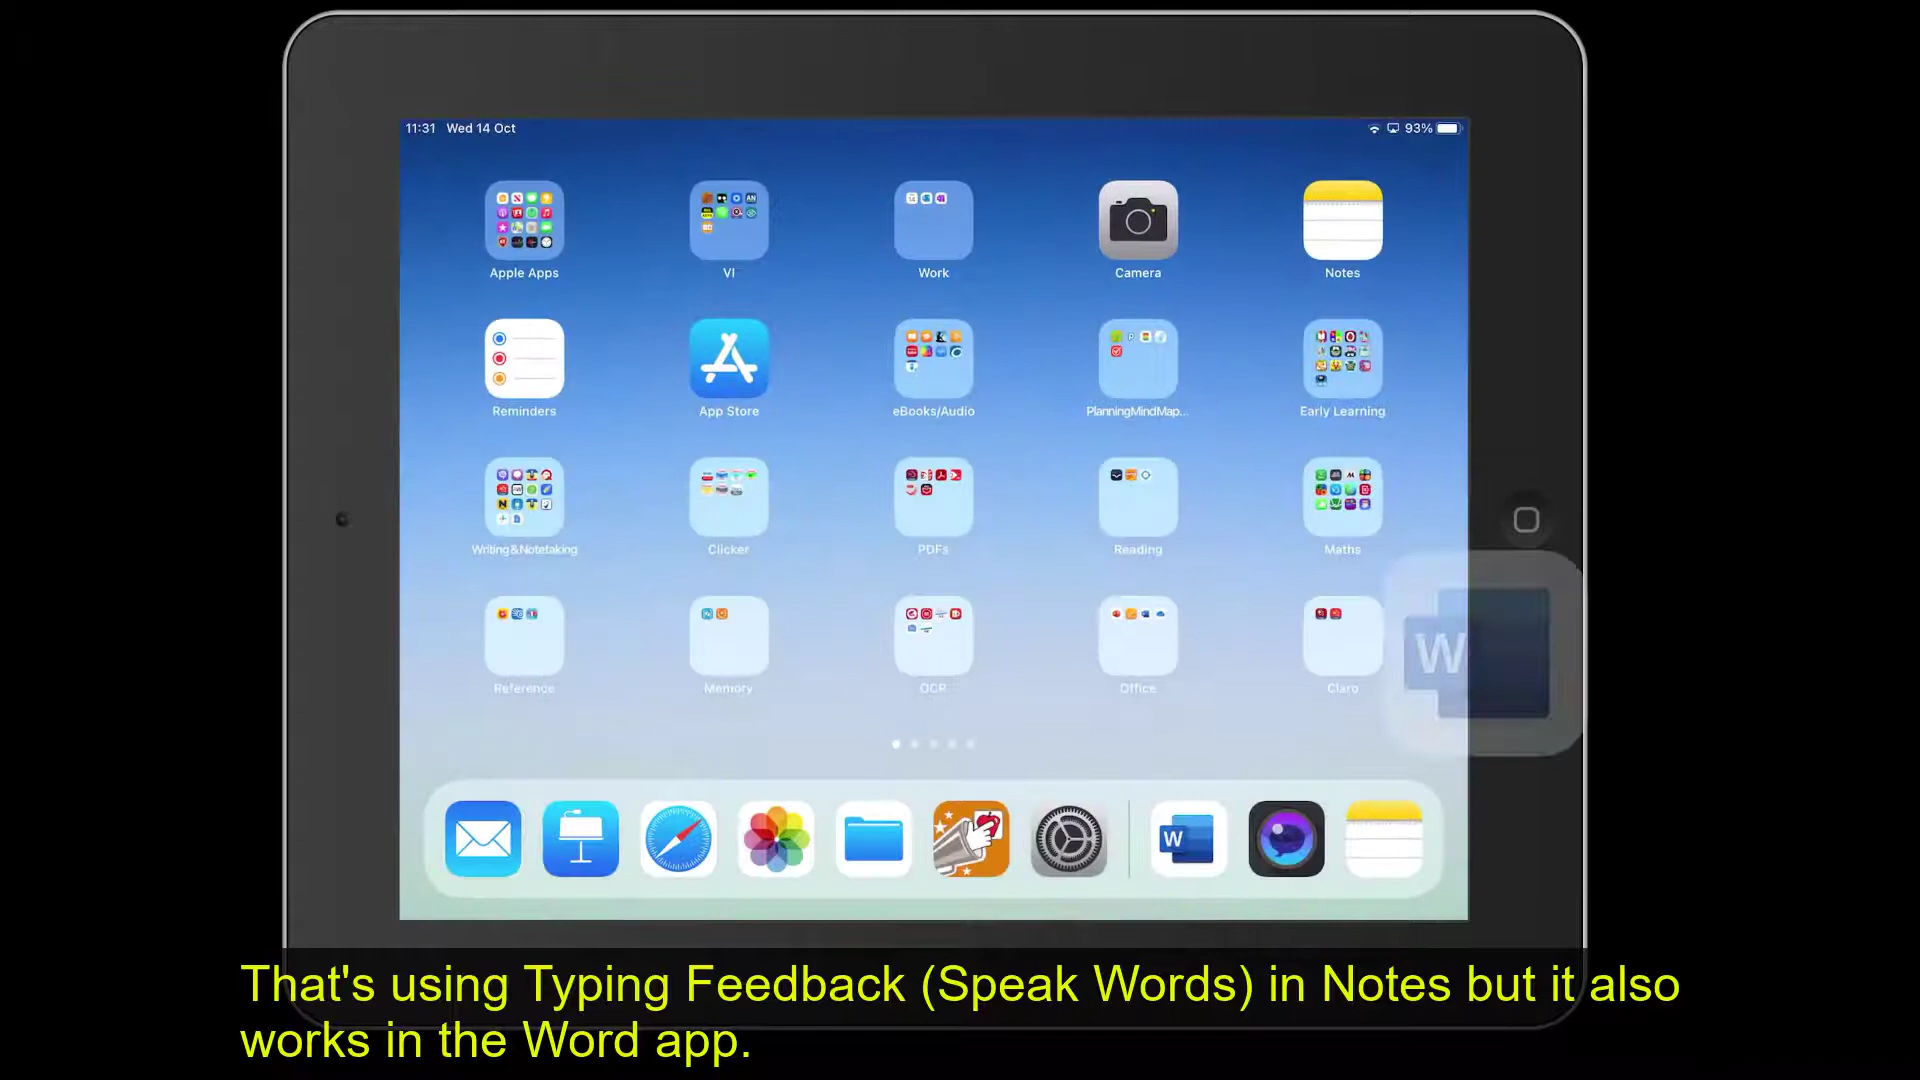 11:31 Wed 14 Oct 93%
Apple Apps VI Work Camera Notes
Reminders App Store eBooks/Audio PlanningMindMap... Early Learning
Writing&Notetaking Clicker PDFs Reading Maths
Reference Memory OCR Office Claro
W
W
That's using Typing Feedback (Speak Words) in Notes but it also
works in the Word app.